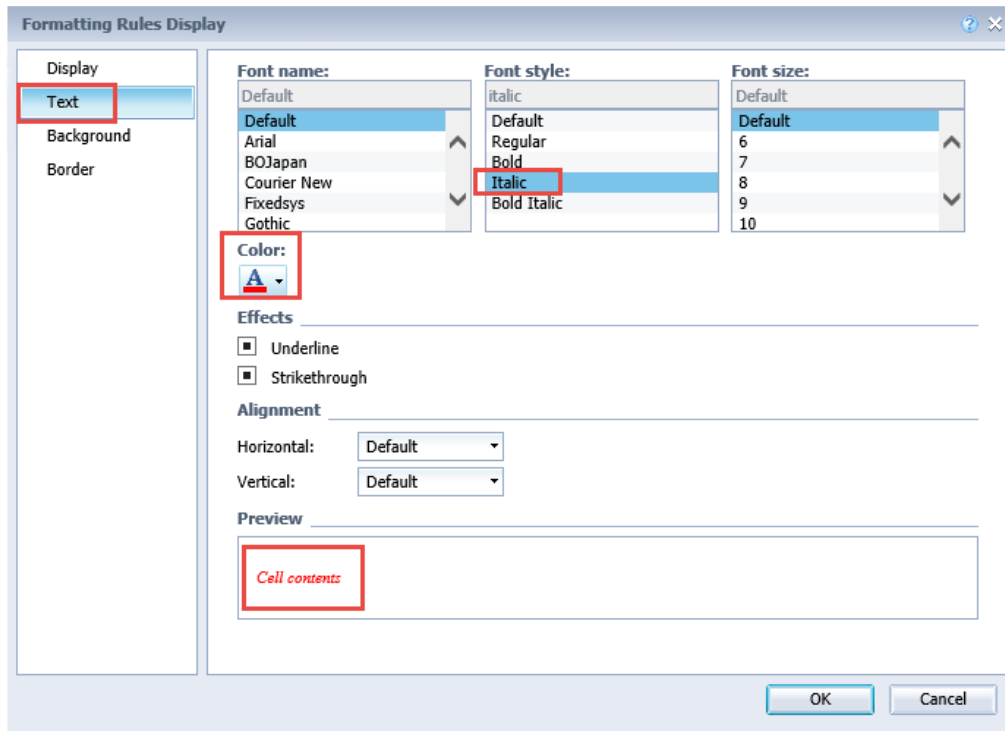 Formatting Rules Display
Display
Text
Background
Border
Font name:
Default
Default
Arial
BOJapan
Courier New
Fixedsys
Gothic
Font style:
italic
Default
Regular
Bold
Italic
Bold Italic
Font size:
Default
Default
6
7
8
9
10
Color:
A
Effects
Underline
Strikethrough
Alignment
Horizontal: Default
Vertical: Default
Preview
Cell contents
OK Cancel